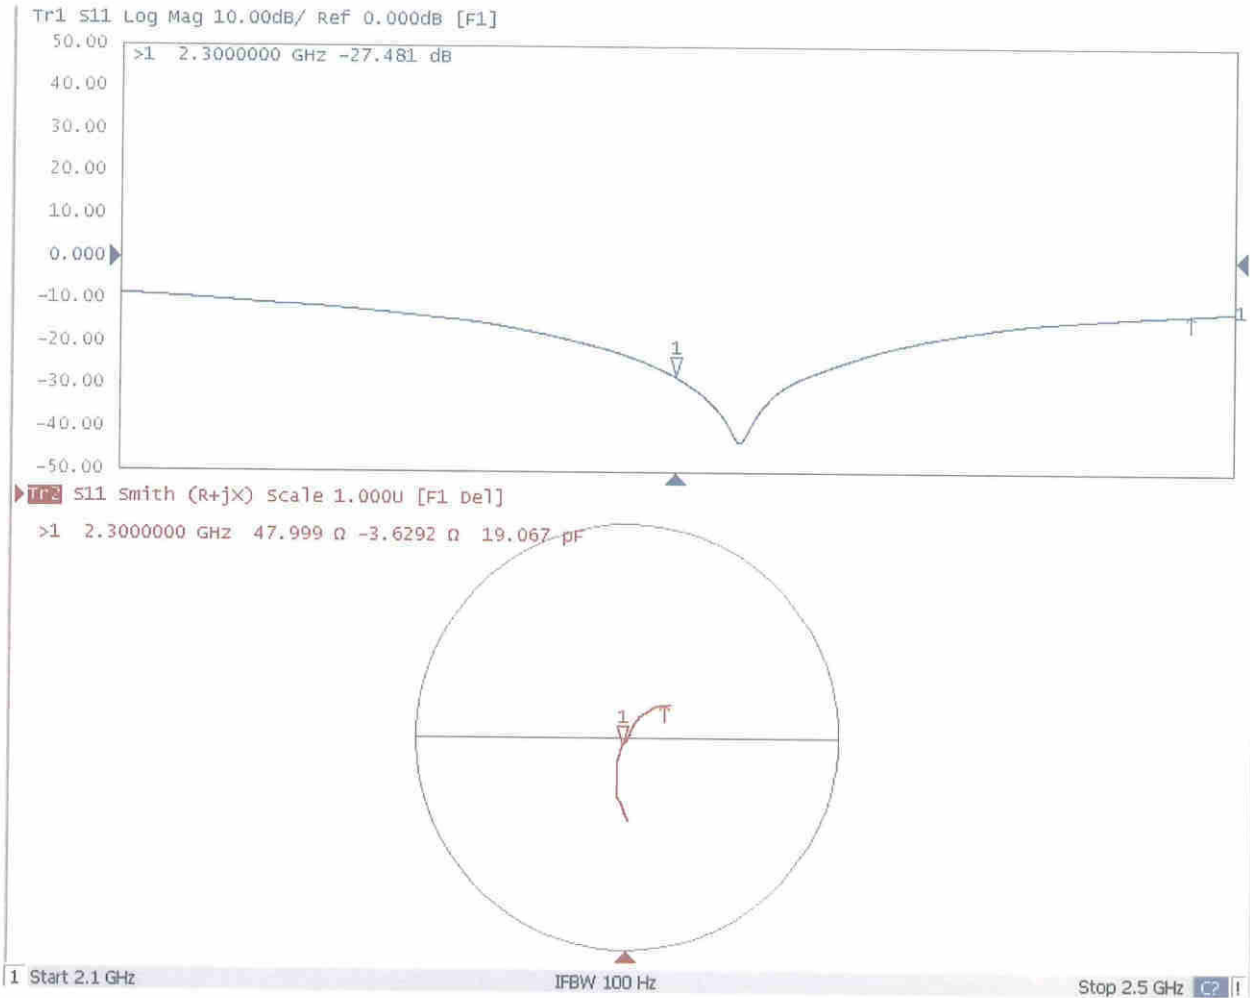 Tr1 S11 Log Mag 10.00dB/ Ref 0.000dB [F1]
50.00
>1 2.3000000 GHz -27.481 dB
40.00
30.00
20.00
10.00
0.000
-10.00
-20.00
-30.00
-40.00
-50.00
1
1
Tr2 S11 Smith (R+jX) Scale 1.000U [F1 Del]
>1 2.3000000 GHz 47.999 Ω -3.6292 Ω 19.067 pF
1
1 Start 2.1 GHz IFBW 100 Hz Stop 2.5 GHz C? !